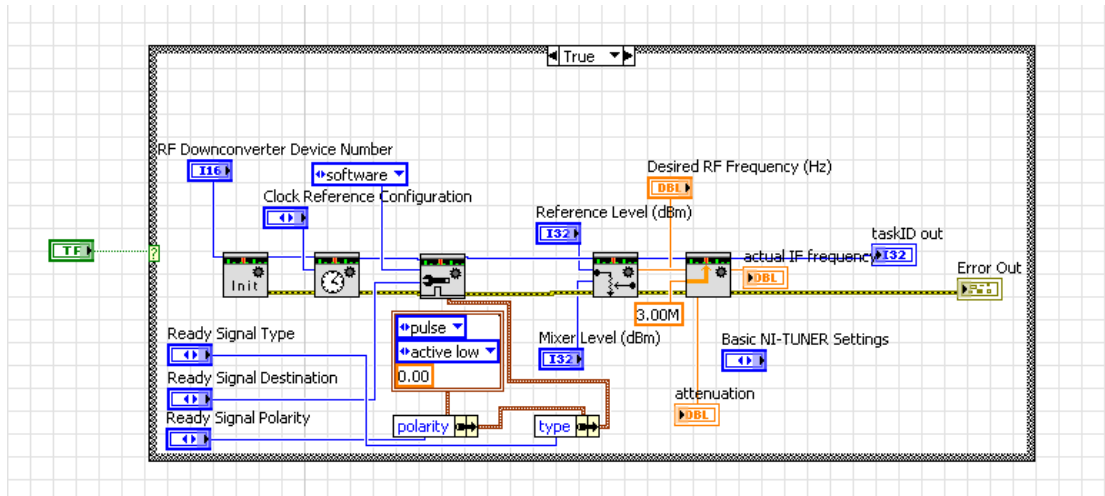 True
RF Downconverter Device Number
I16
software
Clock Reference Configuration
Desired RF Frequency (Hz)
DBL
Reference Level (dBm)
I32
TF
taskID out
I32
actual IF frequency
DBL
Error Out
?
Init
3.00M
pulse
active low
0.00
Ready Signal Type
Mixer Level (dBm)
I32
Basic NI-TUNER Settings
Ready Signal Destination
attenuation
DBL
Ready Signal Polarity
polarity
type